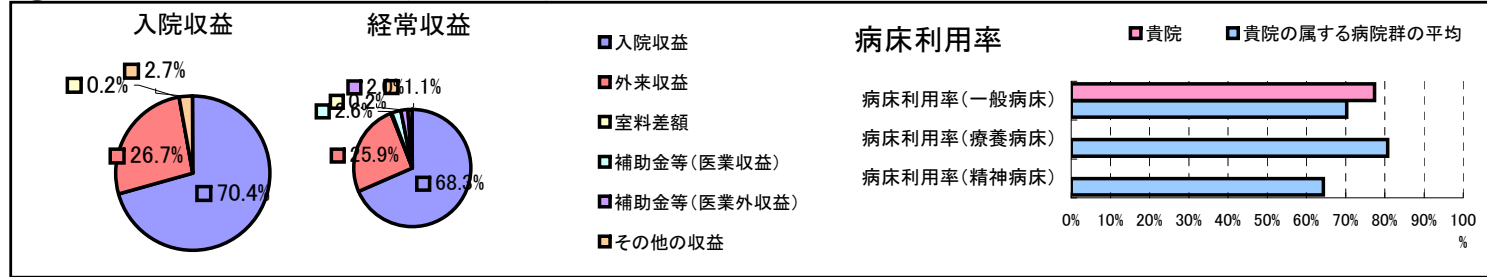 入院収益
0.2%
2.7%
26.7%
70.4%
経常収益
2.0%
1.1%
0.2%
2.6%
25.9%
68.3%
入院収益
外来収益
室料差額
補助金等(医業収益)
補助金等(医業外収益)
その他の収益
病床利用率
貴院
貴院の属する病院群の平均
病床利用率(一般病床)
病床利用率(療養病床)
病床利用率(精神病床)
0% 10% 20% 30% 40% 50% 60% 70% 80% 90% 100
%